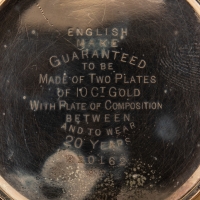 ENGLISH
MAKE
GUARANTEED
TO BE
MADE OF TWO PLATES
OF 10 CT GOLD
WITH PLATE OF COMPOSITION
BETWEEN
AND TO WEAR
20 YEARS